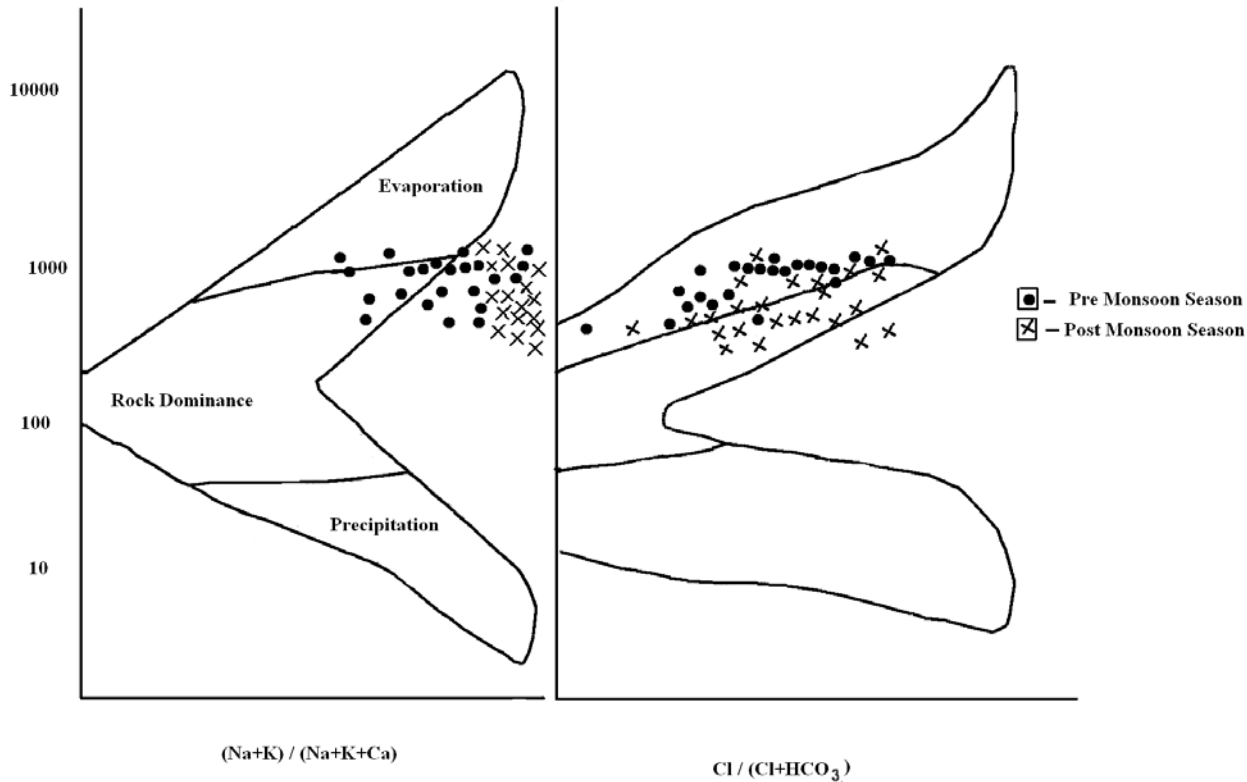 10000
1000
100
10
Evaporation
Rock Dominance
Precipitation
– Pre Monsoon Season
– Post Monsoon Season
(Na+K) / (Na+K+Ca)
Cl / (Cl+HCO₃)